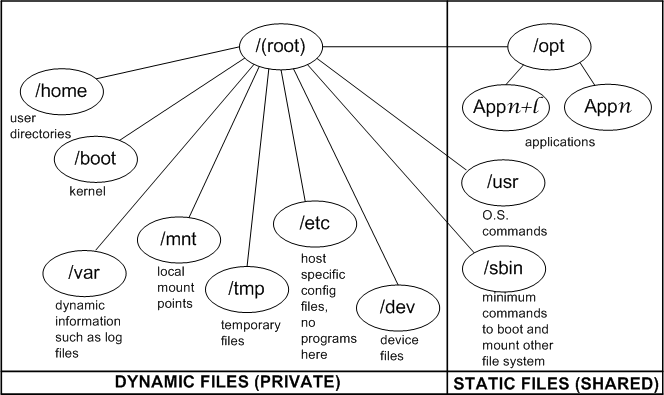 /(root)
/opt
/home
user
directories
/boot
kernel
/var
dynamic
information
such as log
files
/mnt
local
mount
points
/tmp
temporary
files
/etc
host
specific
config
files,
no
programs
here
/dev
device
files
Appn+l
Appn
applications
/usr
O.S.
commands
/sbin
minimum
commands
to boot and
mount other
file system
DYNAMIC FILES (PRIVATE)
STATIC FILES (SHARED)